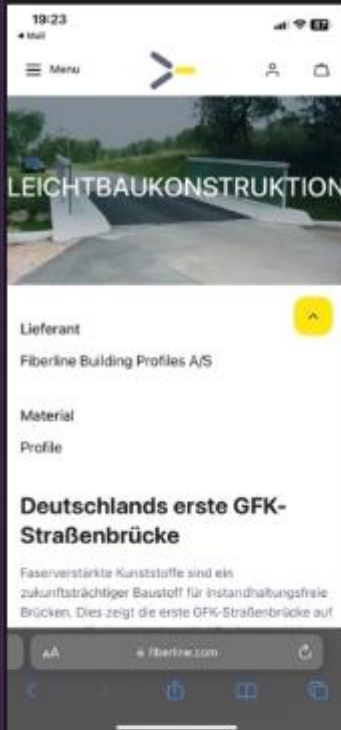 19:23
87
◀ Mail
Menu
LEICHTBAUKONSTRUKTION
Lieferant
Fiberline Building Profiles A/S
Material
Profile
Deutschlands erste GFK-
Straßenbrücke
Faserverstärkte Kunststoffe sind ein
zukunftsträchtiger Baustoff für instandhaltungsfreie
Brücken. Dies zeigt die erste GFK-Straßenbrücke auf
AA
fiberline.com